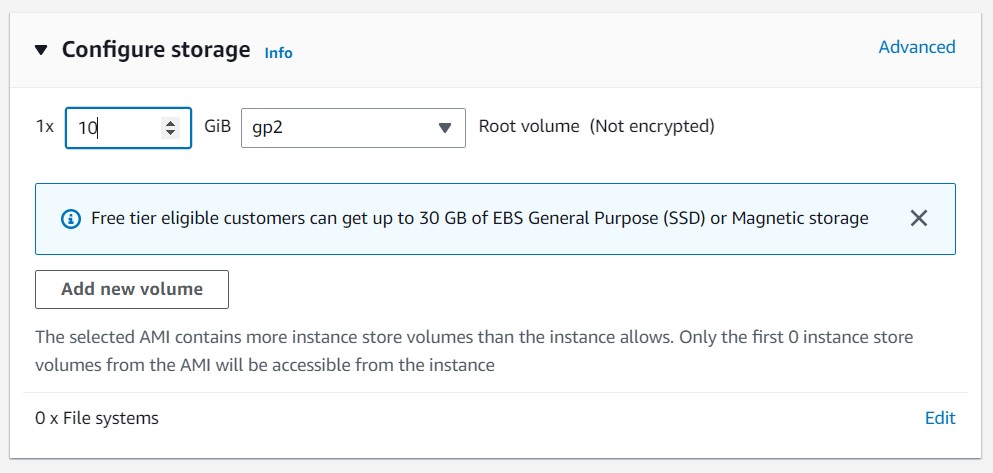 Configure storage Info Advanced
1x 10 GiB gp2 Root volume (Not encrypted)
Free tier eligible customers can get up to 30 GB of EBS General Purpose (SSD) or Magnetic storage
Add new volume
The selected AMI contains more instance store volumes than the instance allows. Only the first 0 instance store
volumes from the AMI will be accessible from the instance
0 x File systems Edit